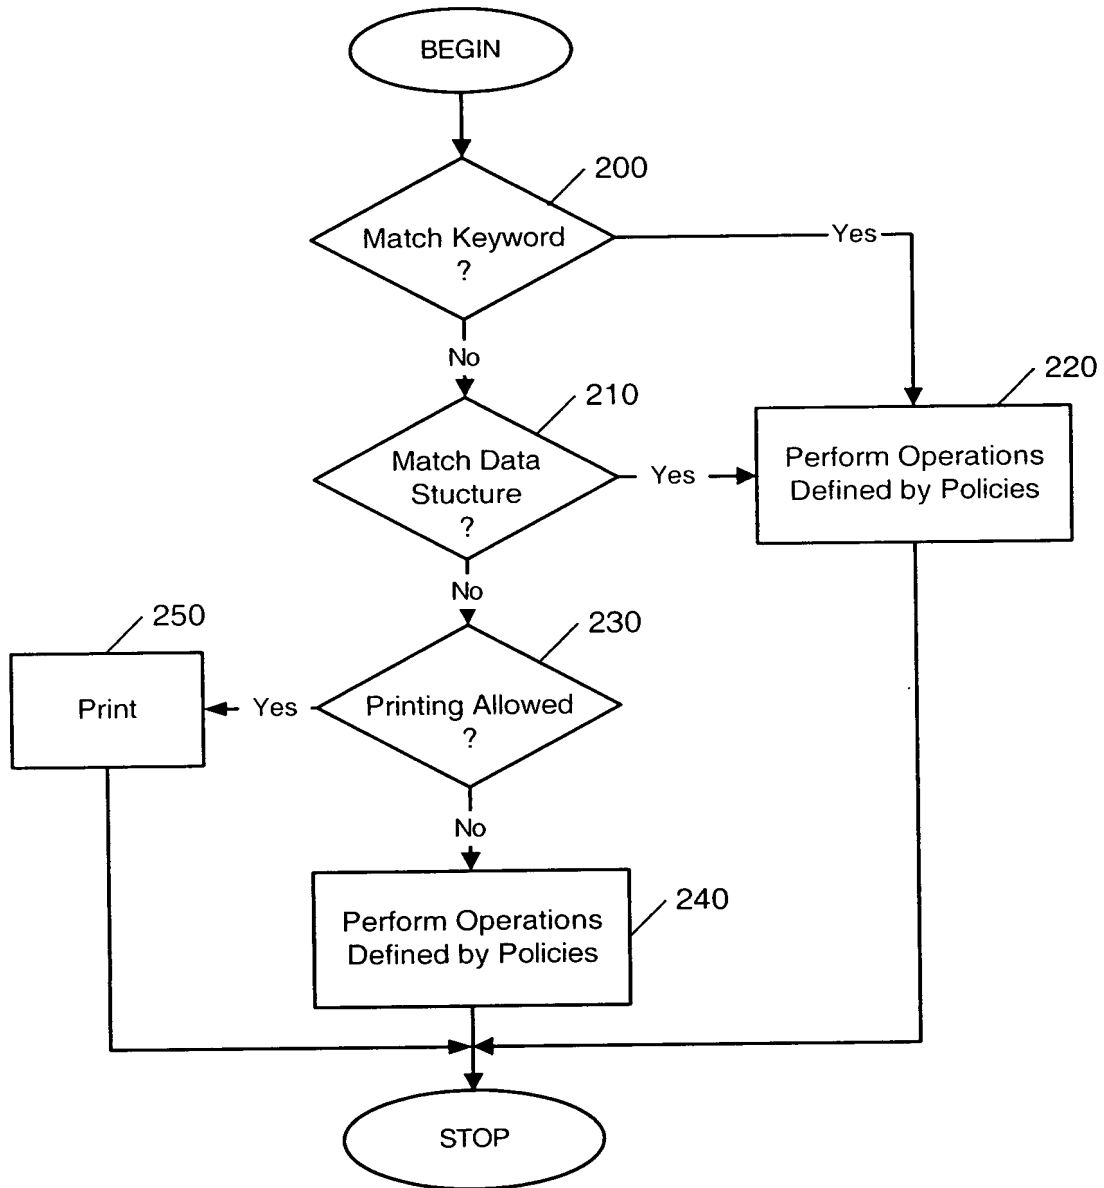 BEGIN
200
Match Keyword
?
Yes
No
220
210
Match Data
Stucture
?
Yes
Perform Operations
Defined by Policies
No
250
230
Print
Yes
Printing Allowed
?
No
240
Perform Operations
Defined by Policies
STOP